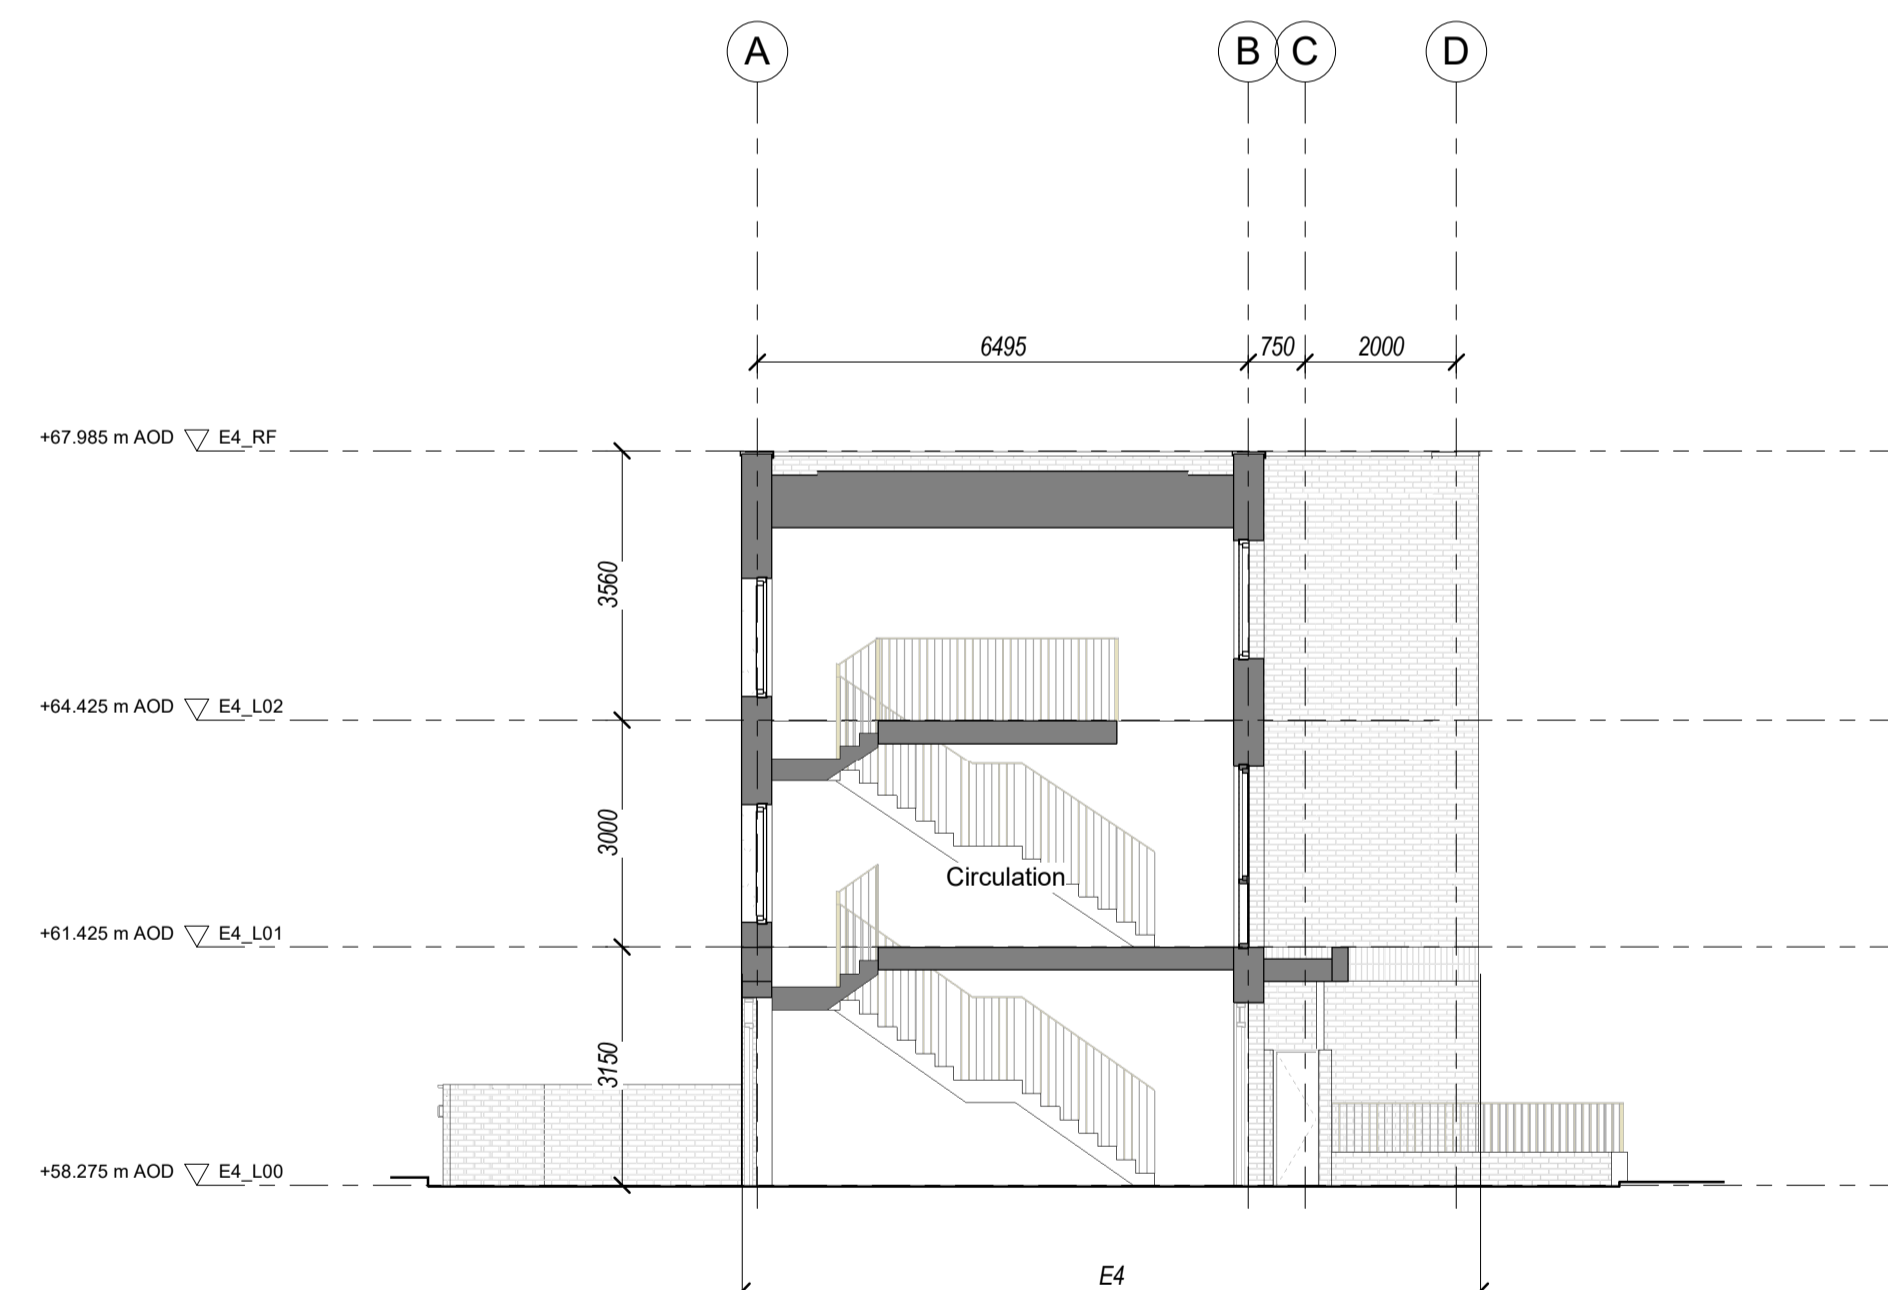 A B C D
6495 750 2000
+67.985 m AOD E4_RF
3560
+64.425 m AOD E4_L02
3000
Circulation
+61.425 m AOD E4_L01
3150
+58.275 m AOD E4_L00
E4